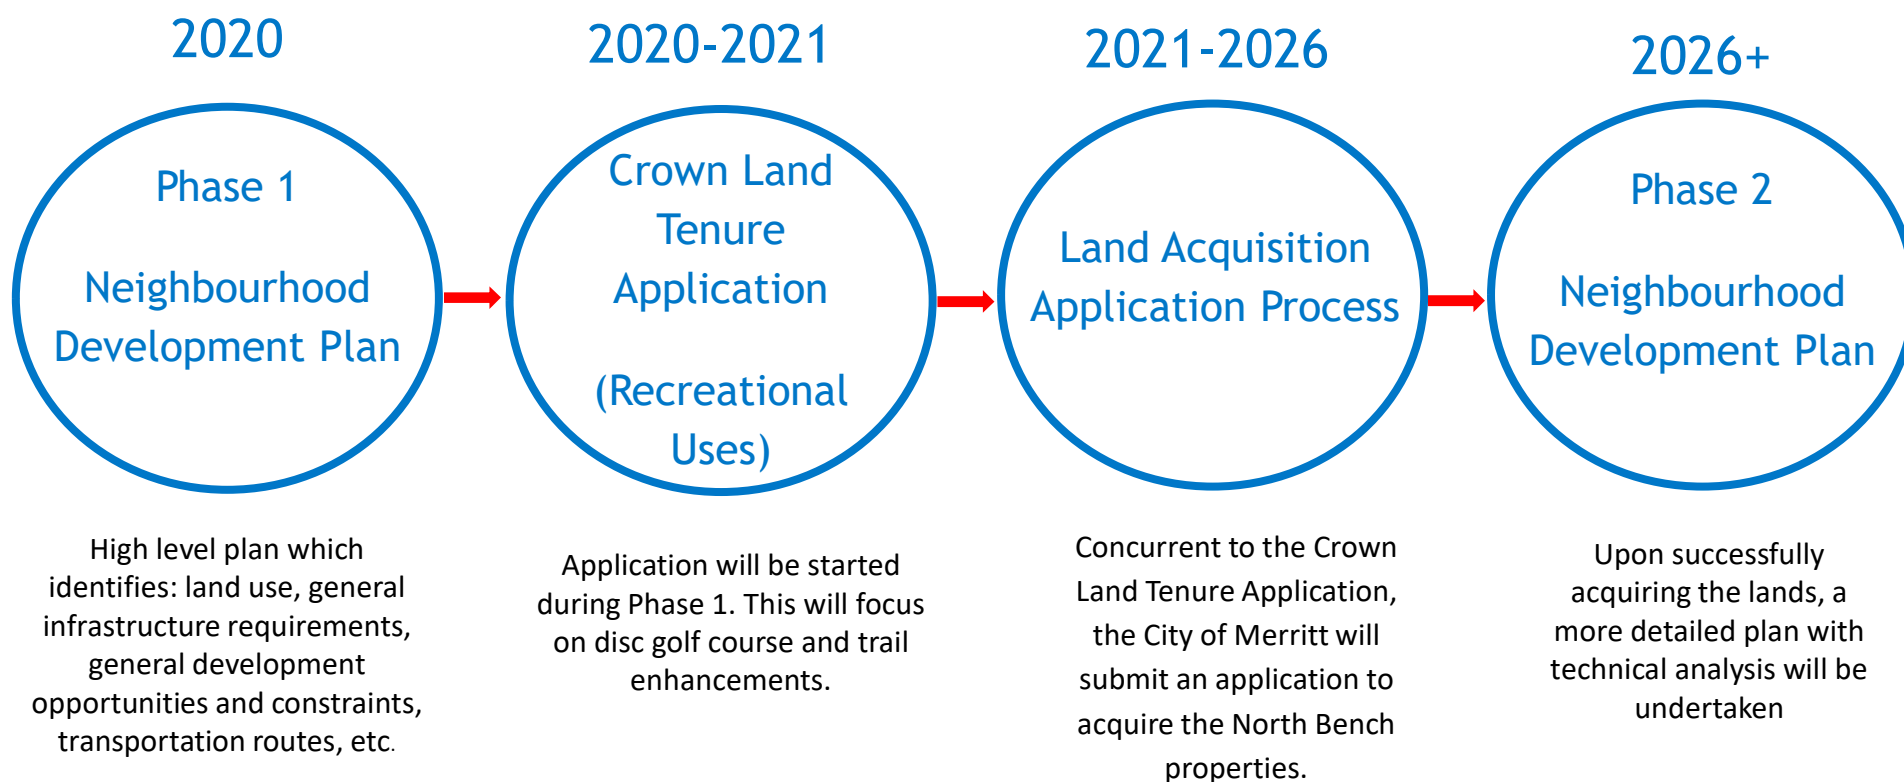 2020
Phase 1
Neighbourhood
Development Plan
High level plan which
identifies: land use, general
infrastructure requirements,
general development
opportunities and constraints,
transportation routes, etc.
2020-2021
Crown Land
Tenure
Application
(Recreational
Uses)
Application will be started
during Phase 1. This will focus
on disc golf course and trail
enhancements.
2021-2026
Land Acquisition
Application Process
Concurrent to the Crown
Land Tenure Application,
the City of Merritt will
submit an application to
acquire the North Bench
properties.
2026+
Phase 2
Neighbourhood
Development Plan
Upon successfully
acquiring the lands, a
more detailed plan with
technical analysis will be
undertaken